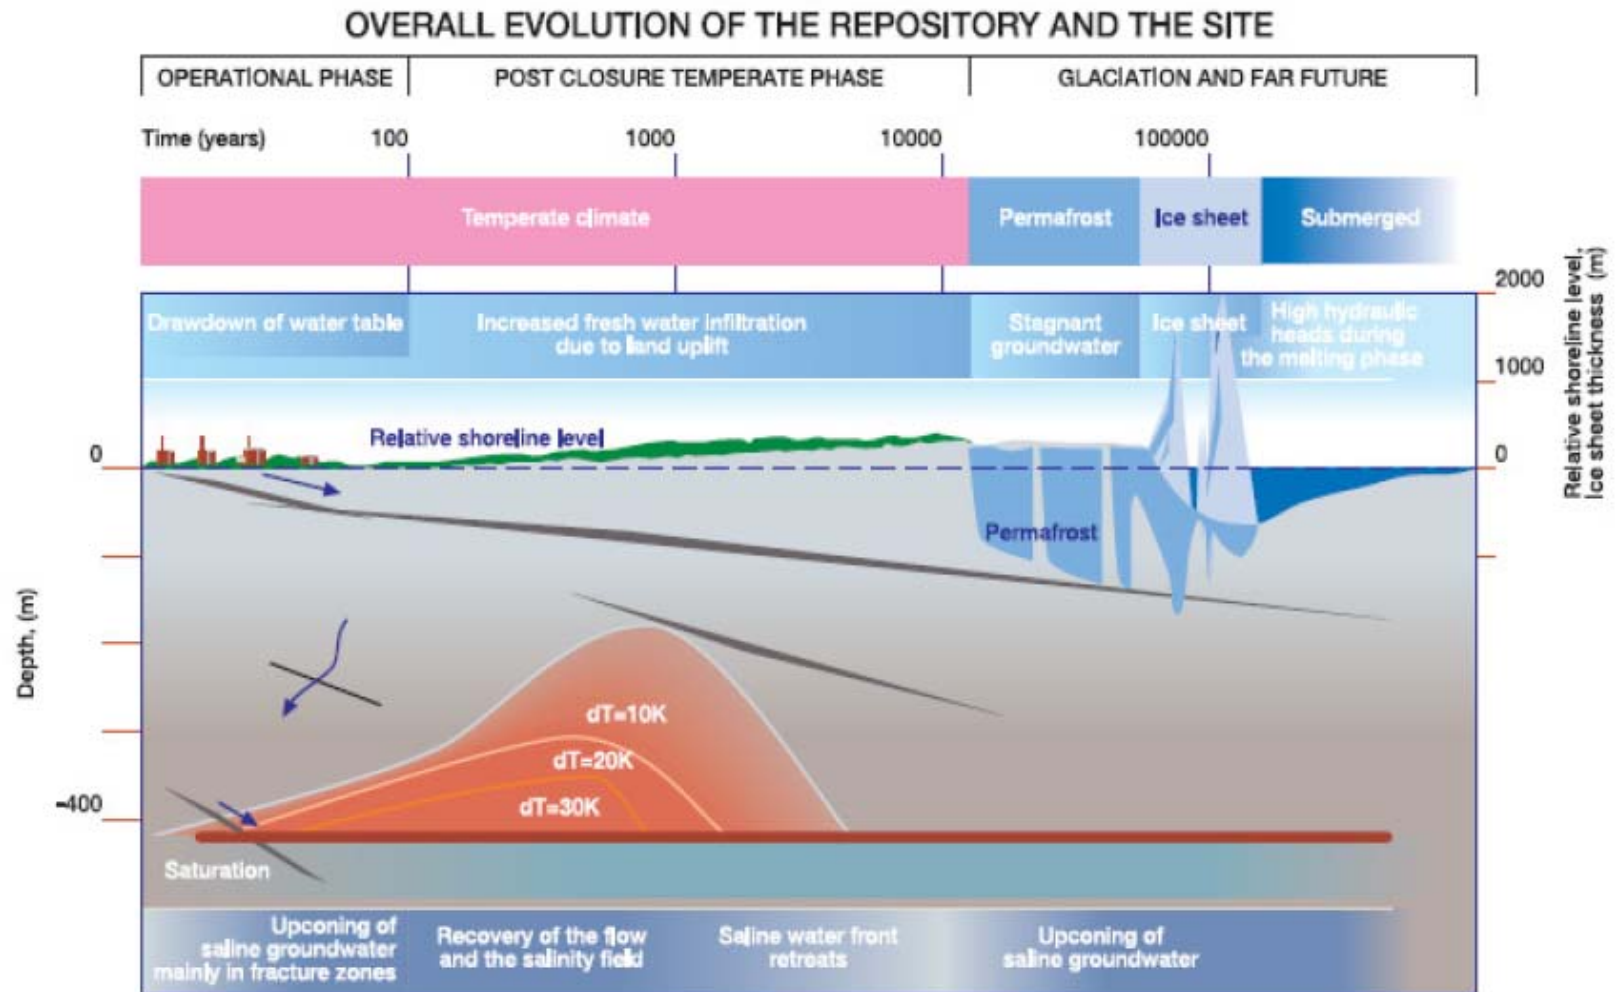 OVERALL EVOLUTION OF THE REPOSITORY AND THE SITE
OPERATIONAL PHASE
POST CLOSURE TEMPERATE PHASE
GLACIATION AND FAR FUTURE
Time (years)
100
1000
10000
100000
Temperate climate
Permafrost
Ice sheet
Submerged
Drawdown of water table
Increased fresh water infiltration
due to land uplift
Stagnant
groundwater
Ice sheet
High hydraulic
heads during
the melting phase
2000
1000
0
Relative shoreline level,
Ice sheet thickness (m)
Relative shoreline level
0
Permafrost
Depth, (m)
dT=10K
dT=20K
dT=30K
-400
Saturation
Upconing of
saline groundwater
mainly in fracture zones
Recovery of the flow
and the salinity field
Saline water front
retreats
Upconing of
saline groundwater